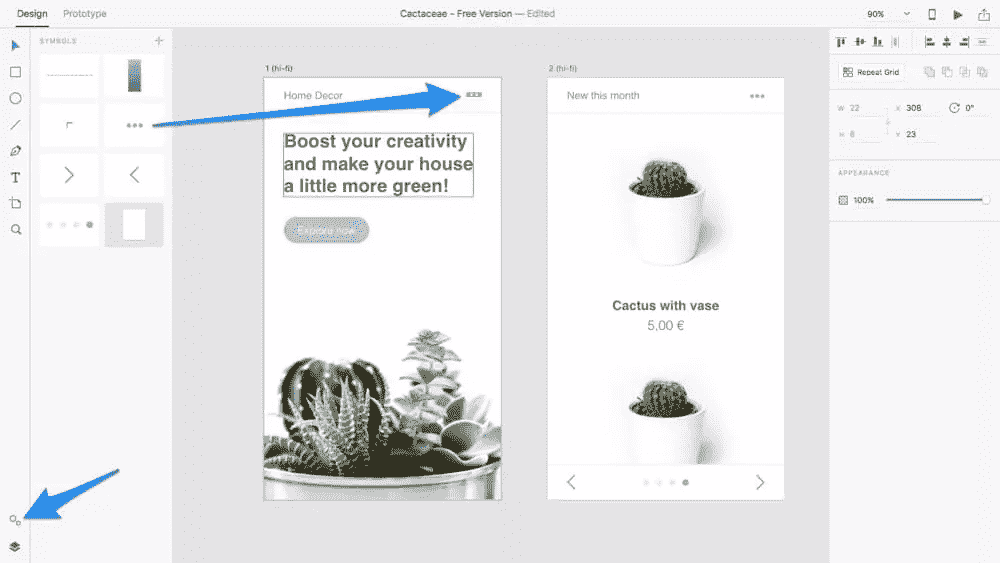 Design Prototype
Cactaceae - Free Version — Edited
90%
SYMBOLS
1 (hi-fi)
2 (hi-fi)
Home Decor
Boost your creativity
and make your house
a little more green!
Explore now
New this month
Cactus with vase
5,00 €
Repeat Grid
W 22 X 308 0°
H 6 Y 23
APPEARANCE
100%
T